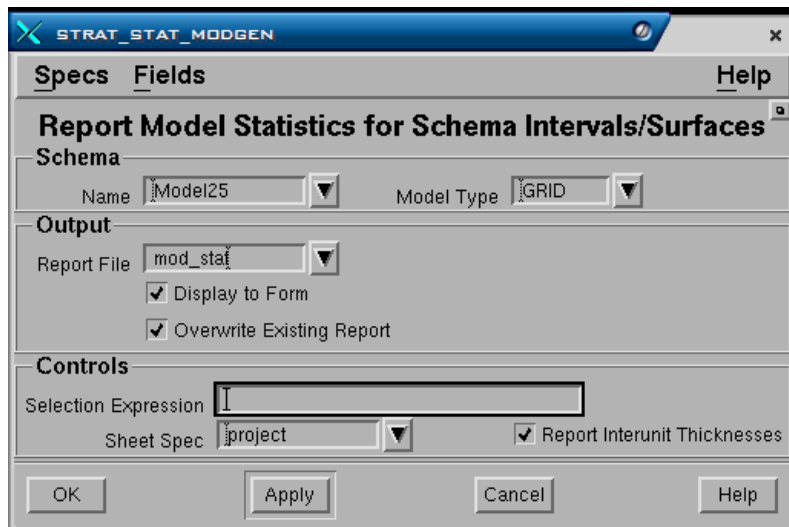 STRAT_STAT_MODGEN
Specs Fields Help
Report Model Statistics for Schema Intervals/Surfaces
Schema
Name Model25 Model Type GRID
Output
Report File mod_stat
Display to Form
Overwrite Existing Report
Controls
Selection Expression
Sheet Spec project Report Interunit Thicknesses
OK Apply Cancel Help